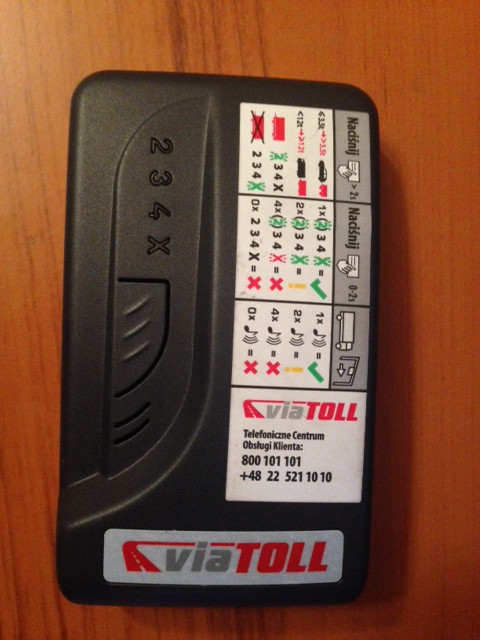 2 3 4 X
Naciśnij > 2s Naciśnij 0-2s
≤3,5t→>3,5t 1x (2) 3 4 X = 1x =
<12t→≥12t 2x (2) 3 4 X = 2x =
2 3 4 X 4x (2) 3 4 X = 4x =
2 3 4 X 0x 2 3 4 X = 0x =
viaTOLL
Telefoniczne Centrum
Obsługi Klienta:
800 101 101
+48 22 521 10 10
viaTOLL